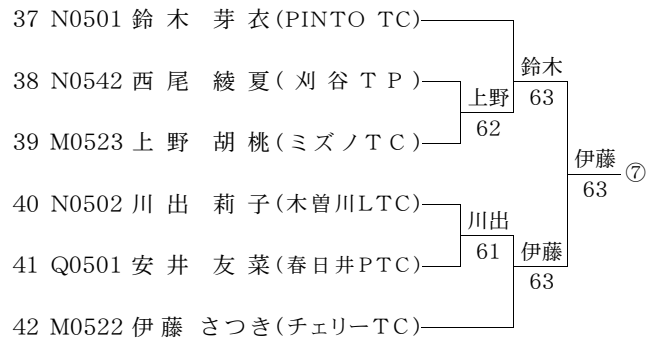 37 N0501 鈴木 芽衣(PINTO TC)
鈴木
38 N0542 西尾 綾夏(刈谷TP)
上野
63
62
39 M0523 上野 胡桃(ミズノTC)
伊藤
63
⑦
40 N0502 川出 莉子(木曽川LTC)
川出
61
伊藤
41 Q0501 安井 友菜(春日井PTC)
63
42 M0522 伊藤 さつき(チェリーTC)